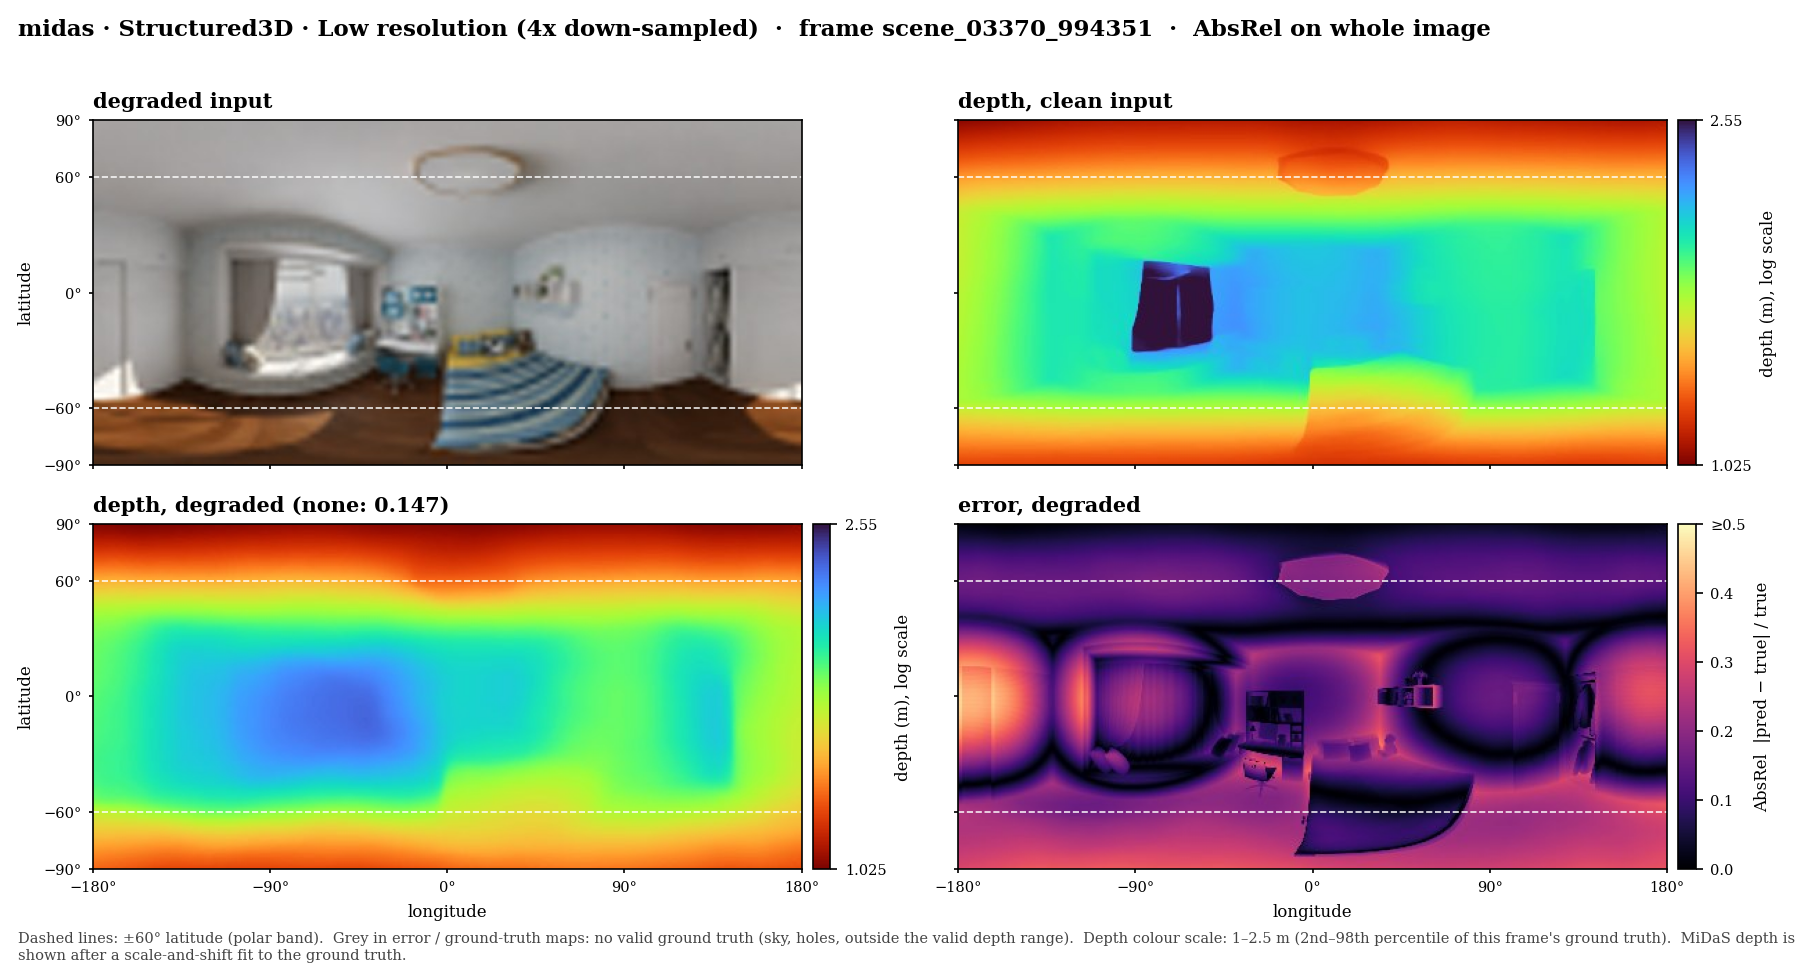 midas · Structured3D · Low resolution (4x down-sampled)  ·  frame scene_03370_994351  ·  AbsRel on whole image
degraded input
depth, clean input
90°
60°
0°
−60°
−90°
latitude
2.55
1.025
depth (m), log scale
depth, degraded (none: 0.147)
error, degraded
90°
60°
0°
−60°
−90°
latitude
2.55
1.025
depth (m), log scale
≥0.5
0.4
0.3
0.2
0.1
0.0
AbsRel  |pred − true| / true
−180°
−90°
0°
90°
180°
longitude
−180°
−90°
0°
90°
180°
longitude
Dashed lines: ±60° latitude (polar band).  Grey in error / ground-truth maps: no valid ground truth (sky, holes, outside the valid depth range).  Depth colour scale: 1–2.5 m (2nd–98th percentile of this frame's ground truth).  MiDaS depth is
shown after a scale-and-shift fit to the ground truth.